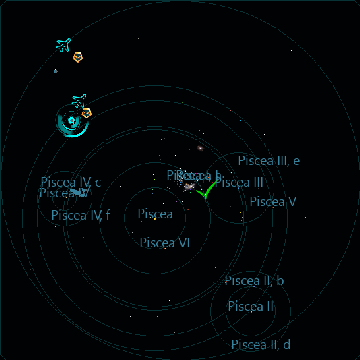 Piscea III, e
Piscea III
Piscea IV, c
Piscea V
Piscea IV, f
Piscea
Piscea VI
Piscea II, b
Piscea II
Piscea II, d